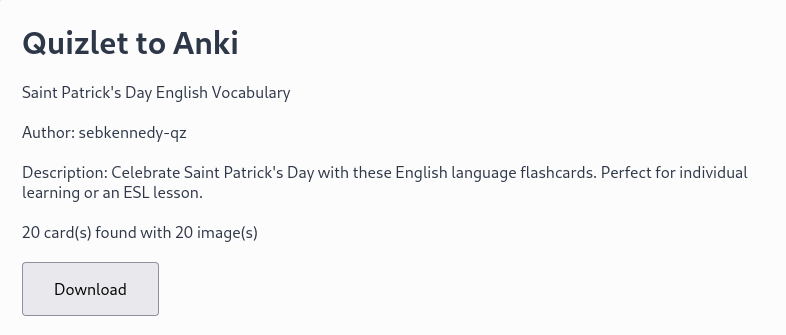 Quizlet to Anki
Saint Patrick's Day English Vocabulary
Author: sebkennedy-qz
Description: Celebrate Saint Patrick's Day with these English language flashcards. Perfect for individual
learning or an ESL lesson.
20 card(s) found with 20 image(s)
Download